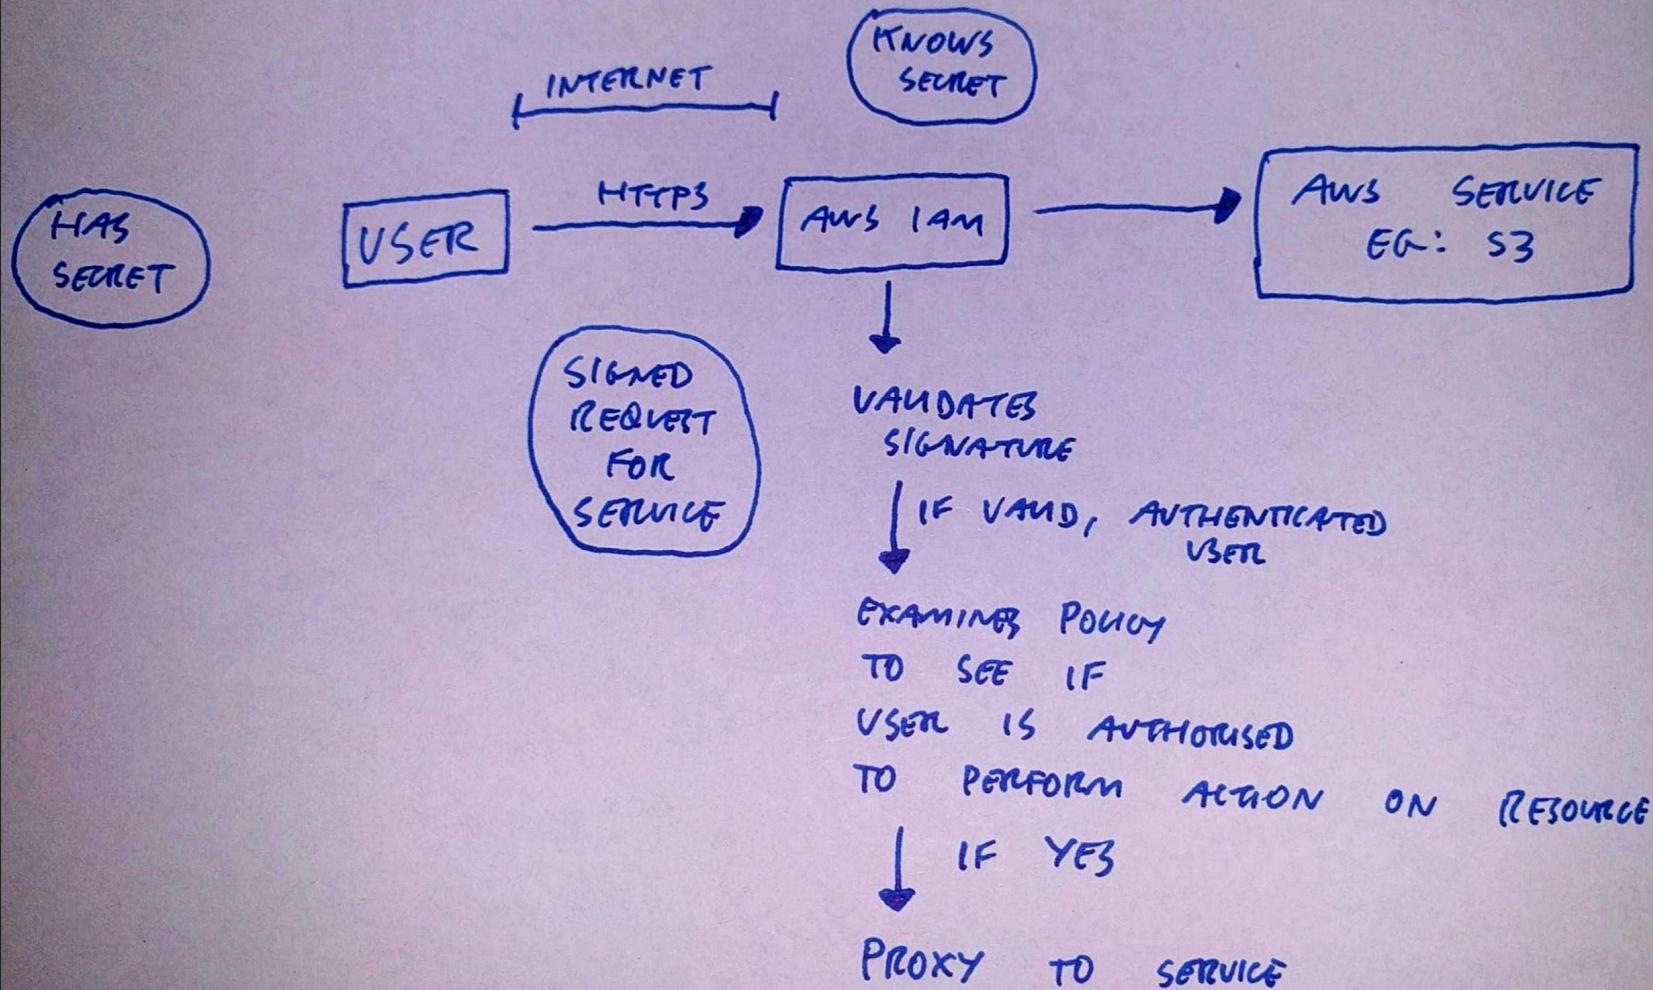 KNOWS
SECRET
INTERNET
HAS
SECRET
USER
HTTPS
AWS IAM
AWS SERVICE
EG: S3
SIGNED
REQUEST
FOR
SERVICE
VALIDATES
SIGNATURE
IF VALID, AUTHENTICATED
USER
EXAMINES POLICY
TO SEE IF
USER IS AUTHORISED
TO PERFORM ACTION ON RESOURCE
IF YES
PROXY TO SERVICE